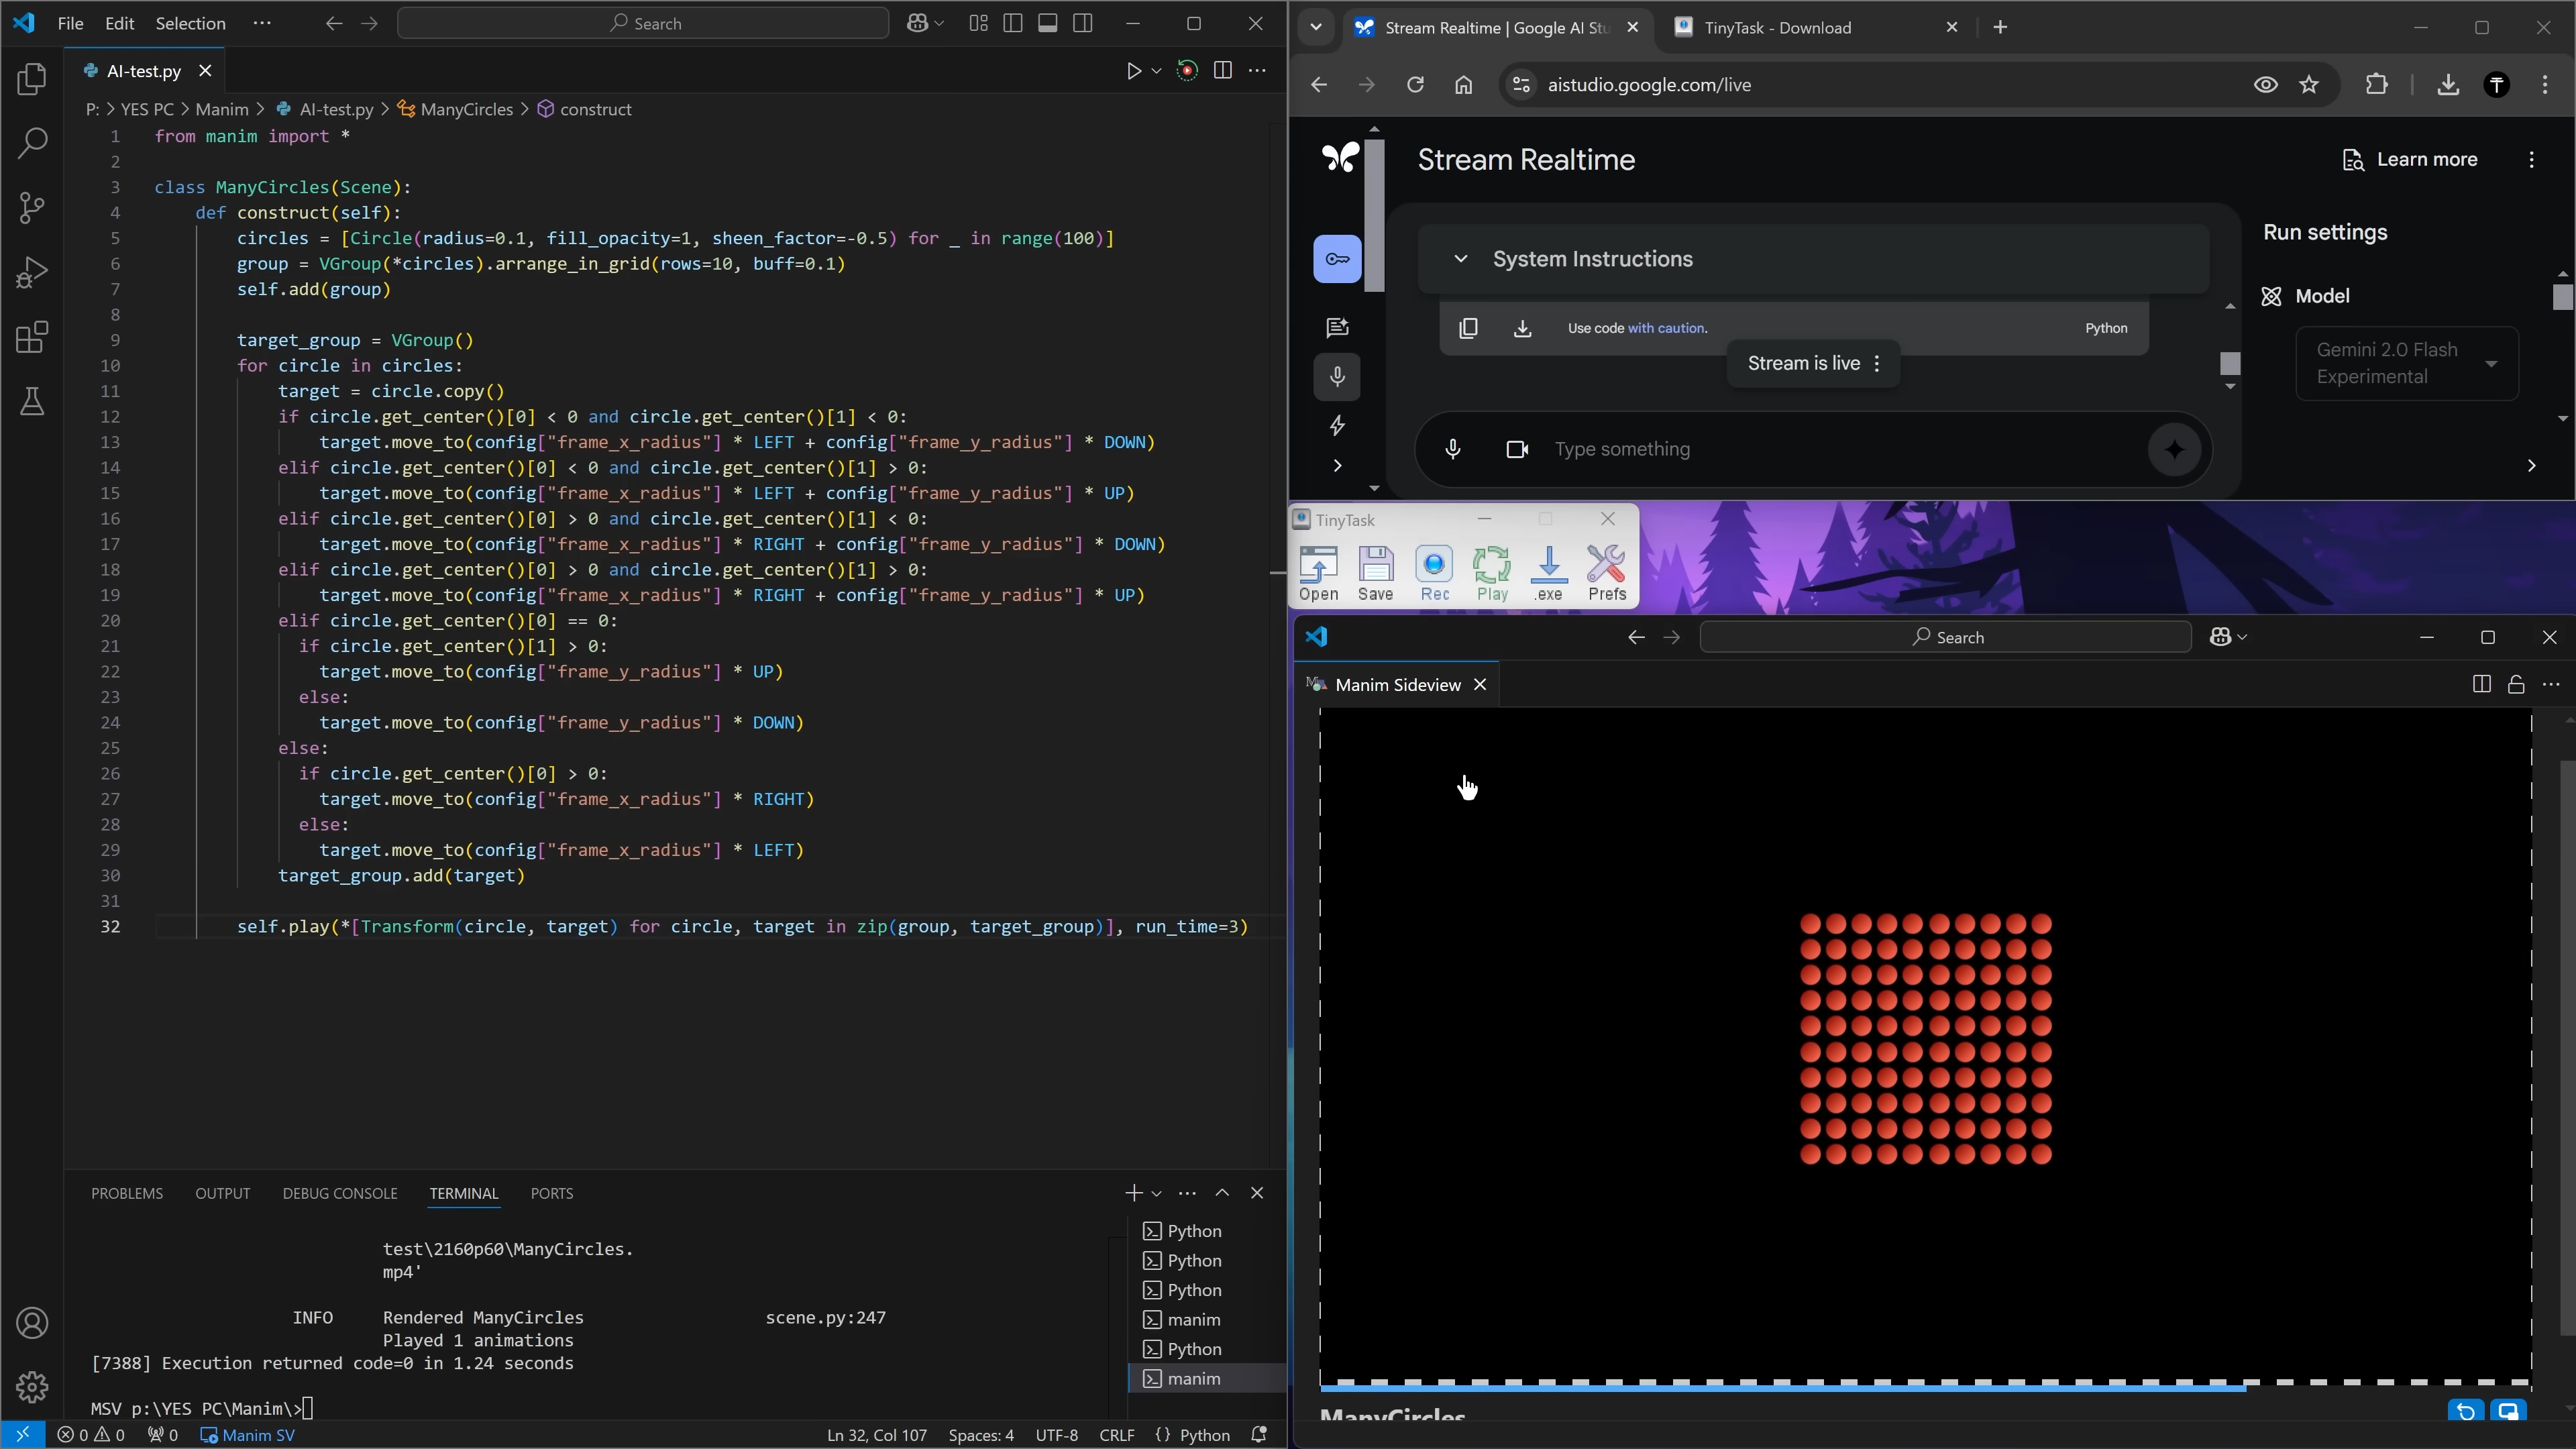 File Edit Selection ··· Search
AI-test.py
P: > YES PC > Manim > AI-test.py > ManyCircles > construct
1 from manim import *
2
3 class ManyCircles(Scene):
4 def construct(self):
5 circles = [Circle(radius=0.1, fill_opacity=1, sheen_factor=-0.5) for _ in range(100)]
6 group = VGroup(*circles).arrange_in_grid(rows=10, buff=0.1)
7 self.add(group)
8
9 target_group = VGroup()
10 for circle in circles:
11 target = circle.copy()
12 if circle.get_center()[0] < 0 and circle.get_center()[1] < 0:
13 target.move_to(config["frame_x_radius"] * LEFT + config["frame_y_radius"] * DOWN)
14 elif circle.get_center()[0] < 0 and circle.get_center()[1] > 0:
15 target.move_to(config["frame_x_radius"] * LEFT + config["frame_y_radius"] * UP)
16 elif circle.get_center()[0] > 0 and circle.get_center()[1] < 0:
17 target.move_to(config["frame_x_radius"] * RIGHT + config["frame_y_radius"] * DOWN)
18 elif circle.get_center()[0] > 0 and circle.get_center()[1] > 0:
19 target.move_to(config["frame_x_radius"] * RIGHT + config["frame_y_radius"] * UP)
20 elif circle.get_center()[0] == 0:
21 if circle.get_center()[1] > 0:
22 target.move_to(config["frame_y_radius"] * UP)
23 else:
24 target.move_to(config["frame_y_radius"] * DOWN)
25 else:
26 if circle.get_center()[0] > 0:
27 target.move_to(config["frame_x_radius"] * RIGHT)
28 else:
29 target.move_to(config["frame_x_radius"] * LEFT)
30 target_group.add(target)
31
32 self.play(*[Transform(circle, target) for circle, target in zip(group, target_group)], run_time=3)
PROBLEMS OUTPUT DEBUG CONSOLE TERMINAL PORTS
test\2160p60\ManyCircles.
mp4'
INFO Rendered ManyCircles scene.py:247
Played 1 animations
[7388] Execution returned code=0 in 1.24 seconds
MSV p:\YES PC\Manim\>
Python
Python
Python
manim
Python
manim
0 0 0 Manim SV Ln 32, Col 107 Spaces: 4 UTF-8 CRLF {} Python
Stream Realtime | Google AI Stu TinyTask - Download
aistudio.google.com/live
Stream Realtime Learn more
System Instructions
Use code with caution. Python
Stream is live
Type something
Run settings
Model
Gemini 2.0 Flash
Experimental
TinyTask
Open Save Rec Play .exe Prefs
Search
Manim Sideview
ManyCircles